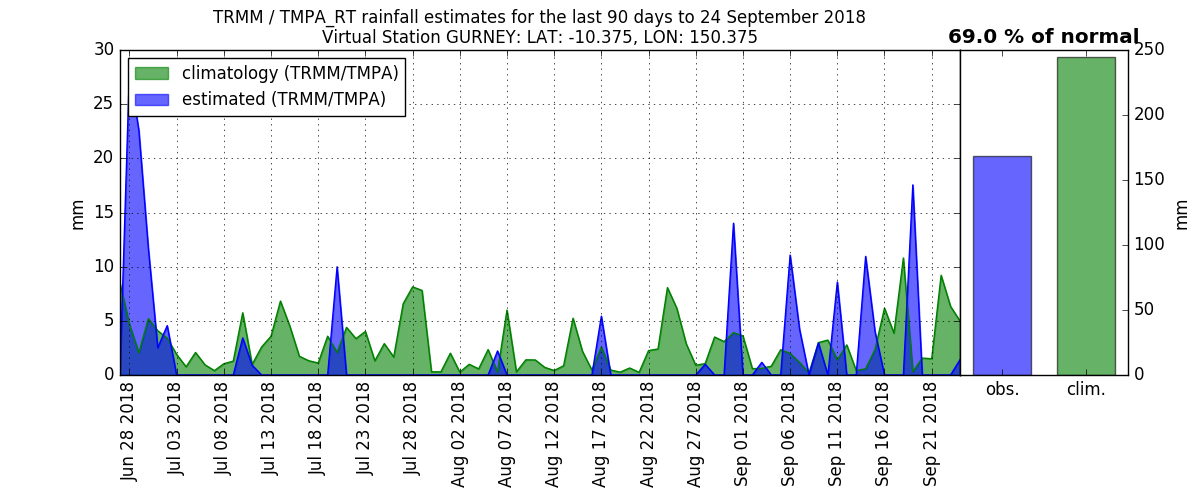 TRMM / TMPA_RT rainfall estimates for the last 90 days to 24 September 2018
Virtual Station GURNEY: LAT: -10.375, LON: 150.375
69.0 % of normal
climatology (TRMM/TMPA)
estimated (TRMM/TMPA)
30
25
20
15
10
5
0
mm
250
200
150
100
50
0
mm
Jun 28 2018
Jul 03 2018
Jul 08 2018
Jul 13 2018
Jul 18 2018
Jul 23 2018
Jul 28 2018
Aug 02 2018
Aug 07 2018
Aug 12 2018
Aug 17 2018
Aug 22 2018
Aug 27 2018
Sep 01 2018
Sep 06 2018
Sep 11 2018
Sep 16 2018
Sep 21 2018
obs.
clim.